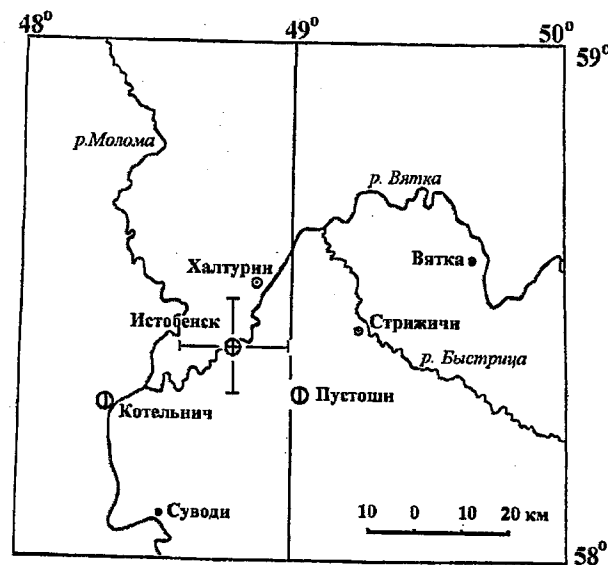 48°
49°
50°
59°
р.Молома
р. Вятка
Халтурин
Вятка
Истобенск
Стрижичи
р. Быстрица
Пустоши
Котельнич
Суводи
10 0 10 20 км
58°